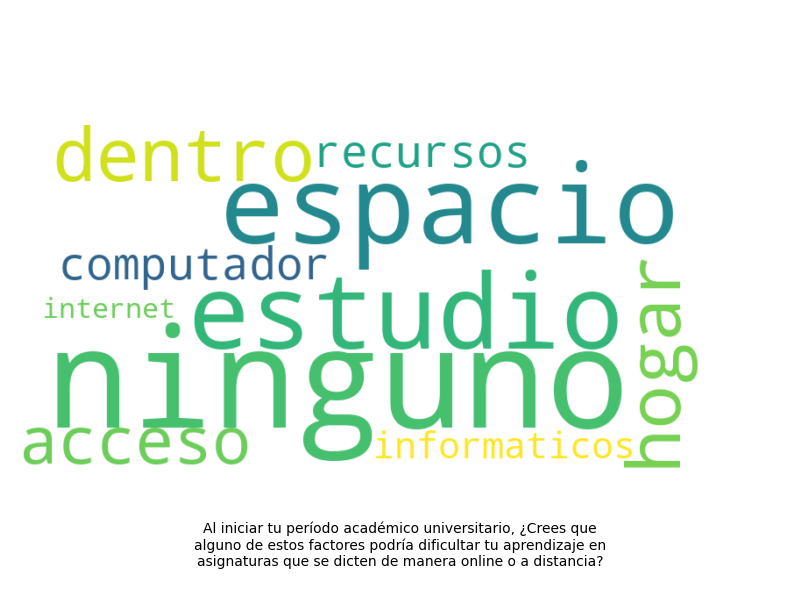 dentro
recursos
espacio
computador
internet
estudio
ninguno
hogar
acceso
informaticos
Al iniciar tu período académico universitario, ¿Crees que
alguno de estos factores podría dificultar tu aprendizaje en
asignaturas que se dicten de manera online o a distancia?